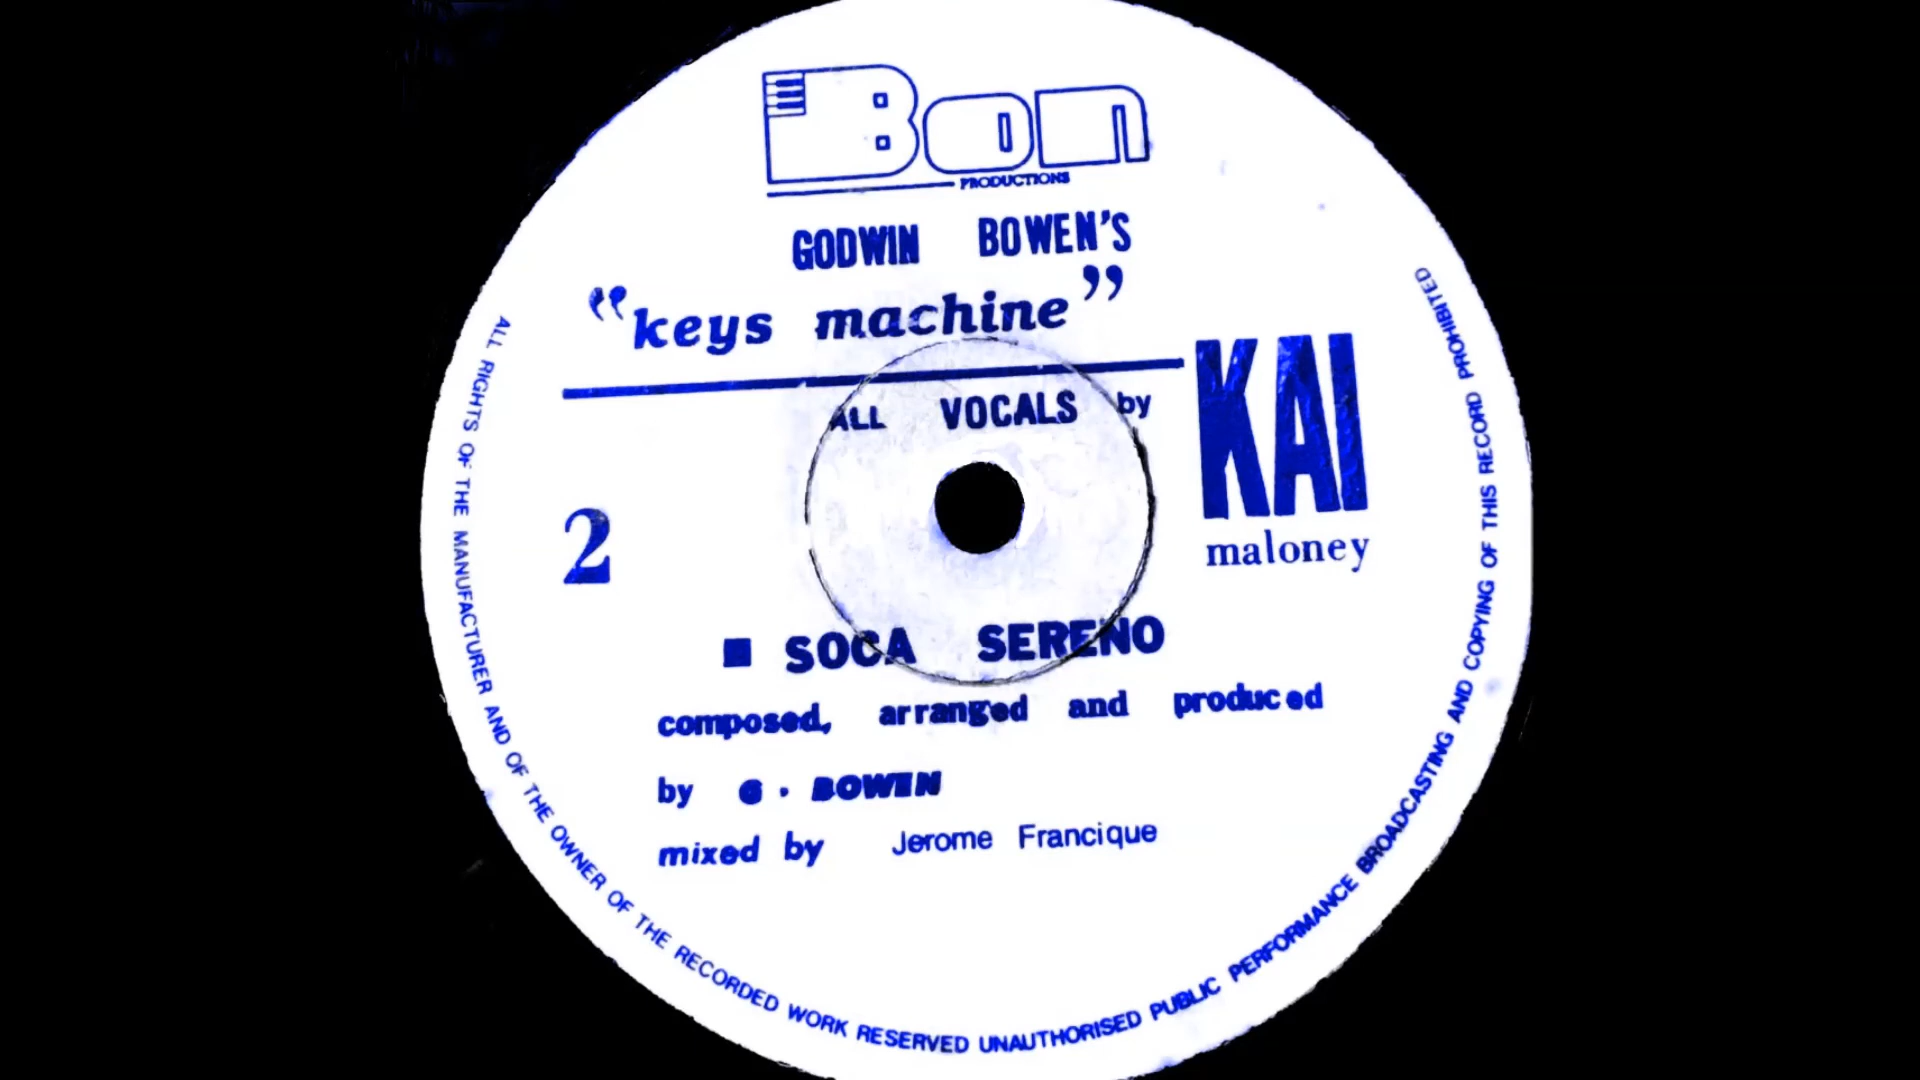 Bon
PRODUCTIONS
GODWIN BOWEN'S
“keys machine”
ALL VOCALS by
KAI
maloney
2
■ SOCA SERENO
composed, arranged and produced
by G. BOWEN
mixed by Jerome Francique
ALL RIGHTS OF THE MANUFACTURER AND OF THE OWNER OF THE RECORDED WORK RESERVED UNAUTHORISED PUBLIC PERFORMANCE BROADCASTING AND COPYING OF THIS RECORD PROHIBITED